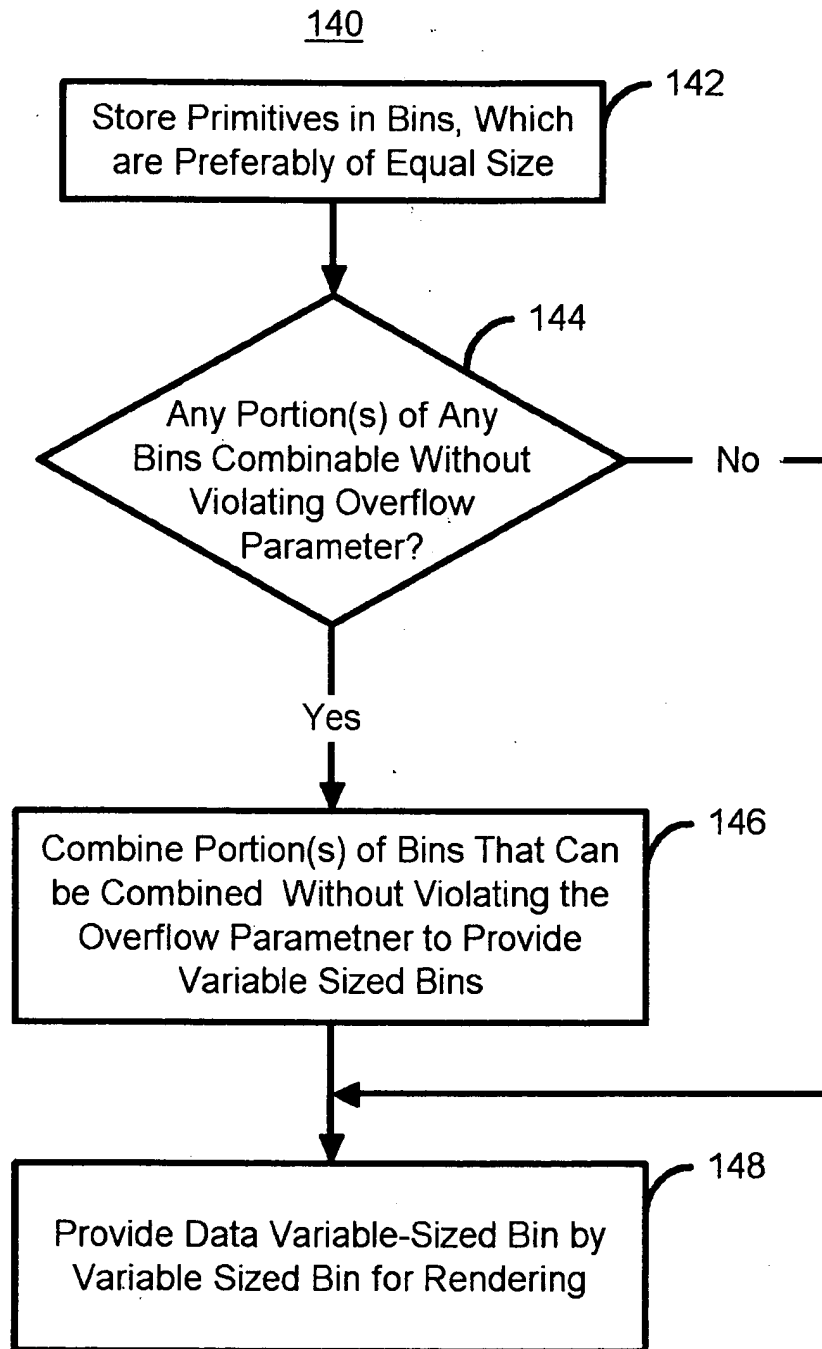 140
142
Store Primitives in Bins, Which
are Preferably of Equal Size
144
Any Portion(s) of Any
Bins Combinable Without
Violating Overflow
Parameter?
No
Yes
146
Combine Portion(s) of Bins That Can
be Combined Without Violating the
Overflow Parametner to Provide
Variable Sized Bins
148
Provide Data Variable-Sized Bin by
Variable Sized Bin for Rendering